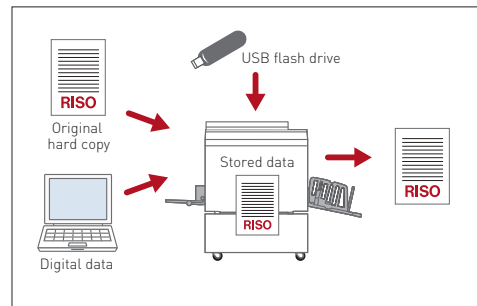 USB flash drive
RISO
Original
hard copy
Stored data
RISO
RISO
Digital data